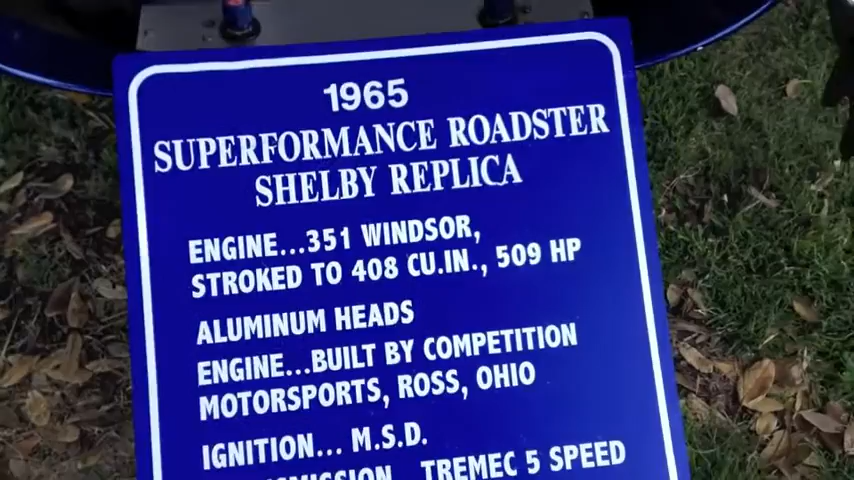 1965
SUPERFORMANCE ROADSTER
SHELBY REPLICA
ENGINE...351 WINDSOR,
STROKED TO 408 CU.IN., 509 HP
ALUMINUM HEADS
ENGINE...BUILT BY COMPETITION
MOTORSPORTS, ROSS, OHIO
IGNITION... M.S.D.
TREMEC 5 SPEED